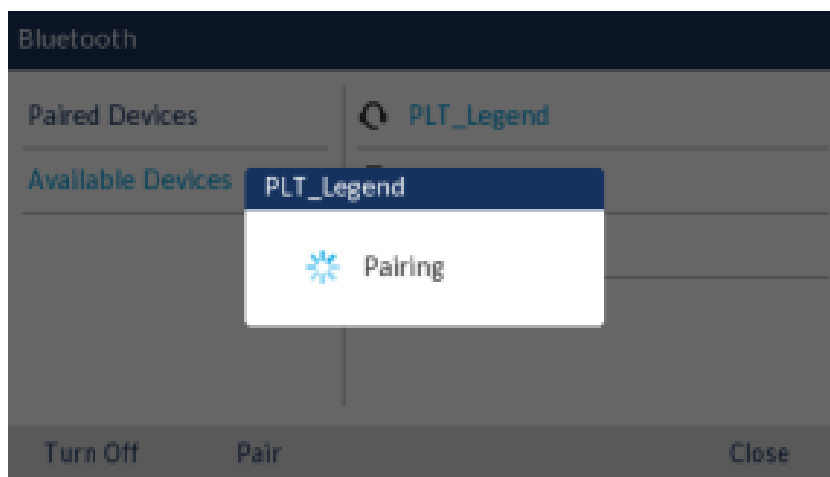 Bluetooth
Paired Devices
PLT_Legend
Available Devices
PLT_Legend
Pairing
Turn Off Pair Close